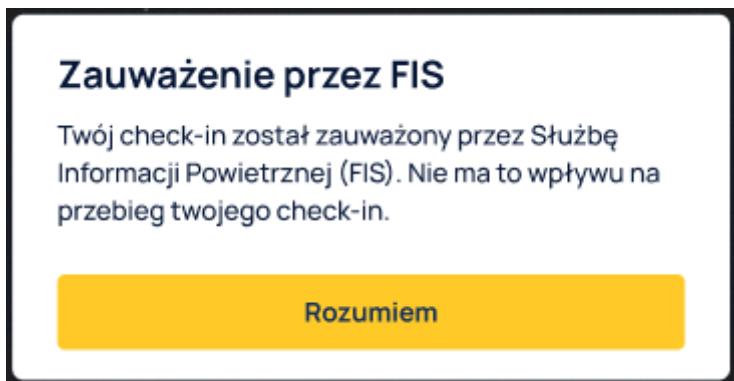 Zauważenie przez FIS
Twój check-in został zauważony przez Służbę
Informacji Powietrznej (FIS). Nie ma to wpływu na
przebieg twojego check-in.
Rozumiem